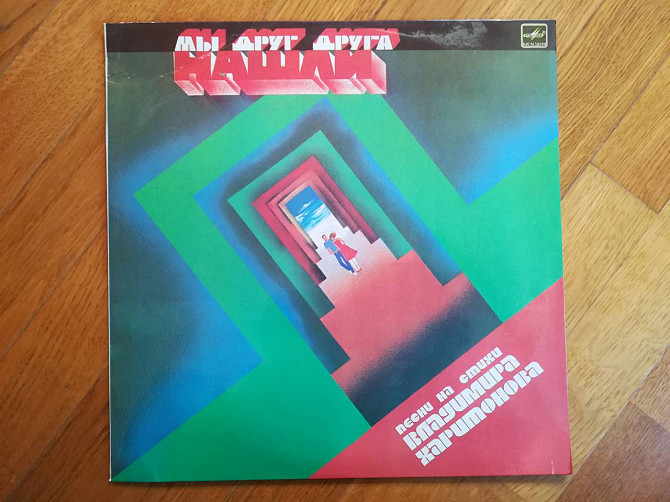 МЫ ДРУГ ДРУГА
НАШЛИ
ПЕСНИ НА СТИХИ
ВЛАДИМИРА
ХАРИТОНОВА